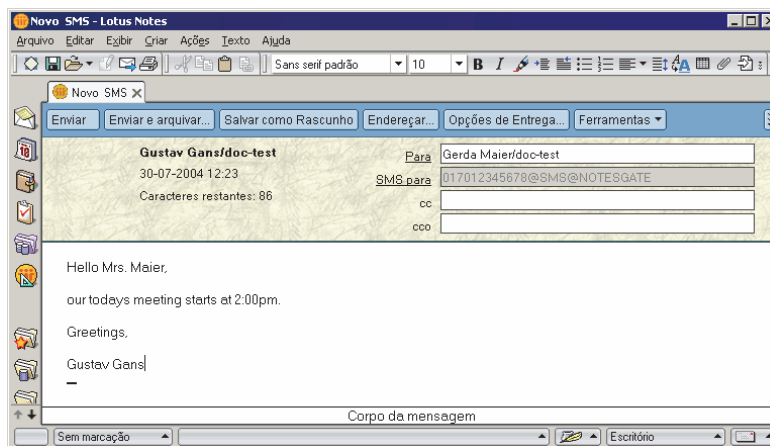 Novo SMS - Lotus Notes
Arquivo Editar Exibir Criar Ações Texto Ajuda
Sans serif padrão 10 B I
Novo SMS
Enviar Enviar e arquivar... Salvar como Rascunho Endereçar... Opções de Entrega... Ferramentas
Gustav Gans/doc-test Para Gerda Maier/doc-test
30-07-2004 12:23 SMS para 017012345678@SMS@NOTESGATE
Caracteres restantes: 86 cc
cco
Hello Mrs. Maier,
our todays meeting starts at 2:00pm.
Greetings,
Gustav Gans
Corpo da mensagem
Sem marcação Escritório